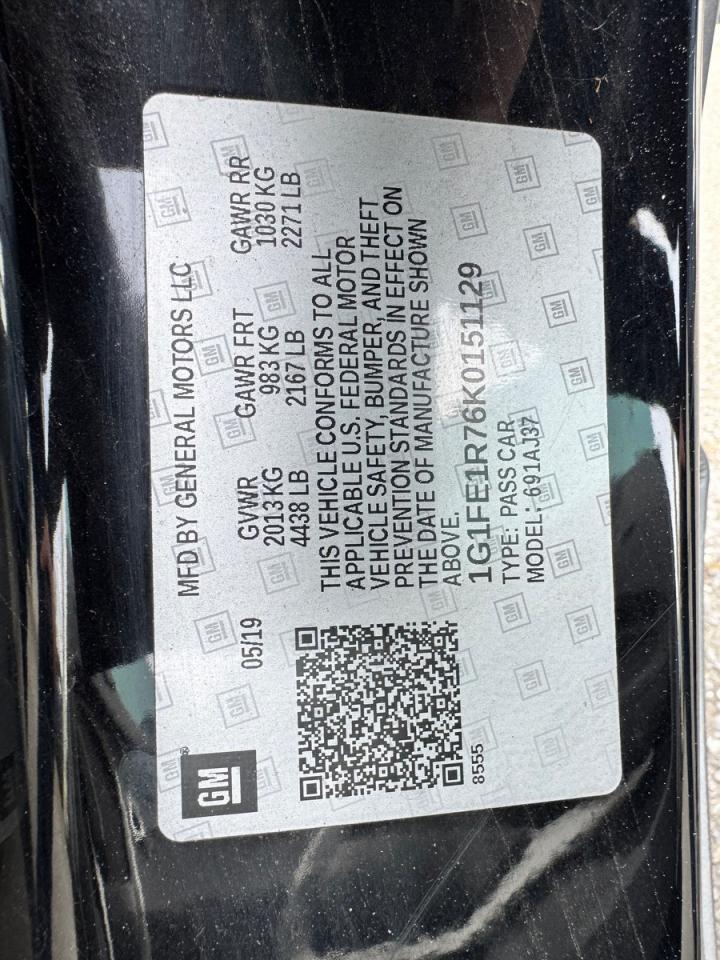 GM
MFD BY GENERAL MOTORS LLC
05/19
GVWR GAWR FRT GAWR RR
2013 KG 983 KG 1030 KG
4438 LB 2167 LB 2271 LB
THIS VEHICLE CONFORMS TO ALL
APPLICABLE U.S. FEDERAL MOTOR
VEHICLE SAFETY, BUMPER, AND THEFT
PREVENTION STANDARDS IN EFFECT ON
THE DATE OF MANUFACTURE SHOWN
ABOVE.
1G1FE1R76K0151129
TYPE: PASS CAR
MODEL: 691AJ37
8555